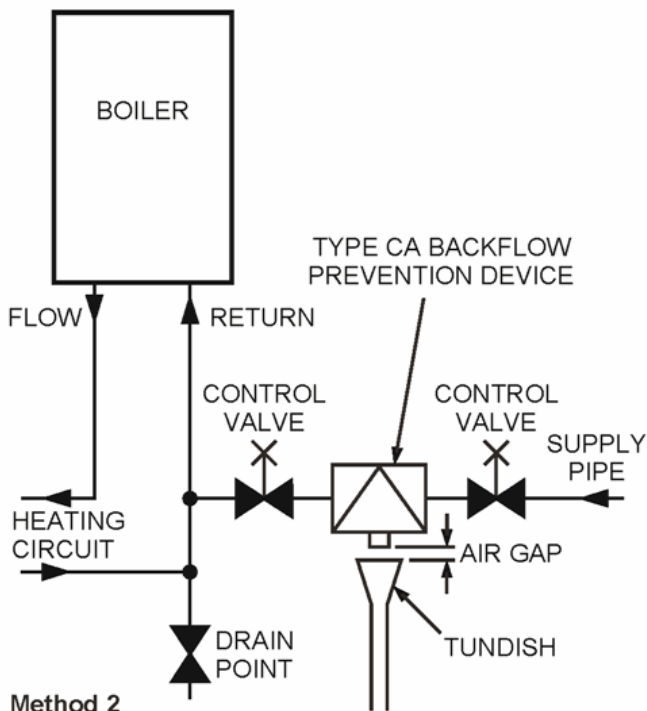 BOILER
TYPE CA BACKFLOW
PREVENTION DEVICE
FLOW
RETURN
CONTROL
VALVE
CONTROL
VALVE
SUPPLY
PIPE
HEATING
CIRCUIT
AIR GAP
DRAIN
POINT
TUNDISH
Method 2